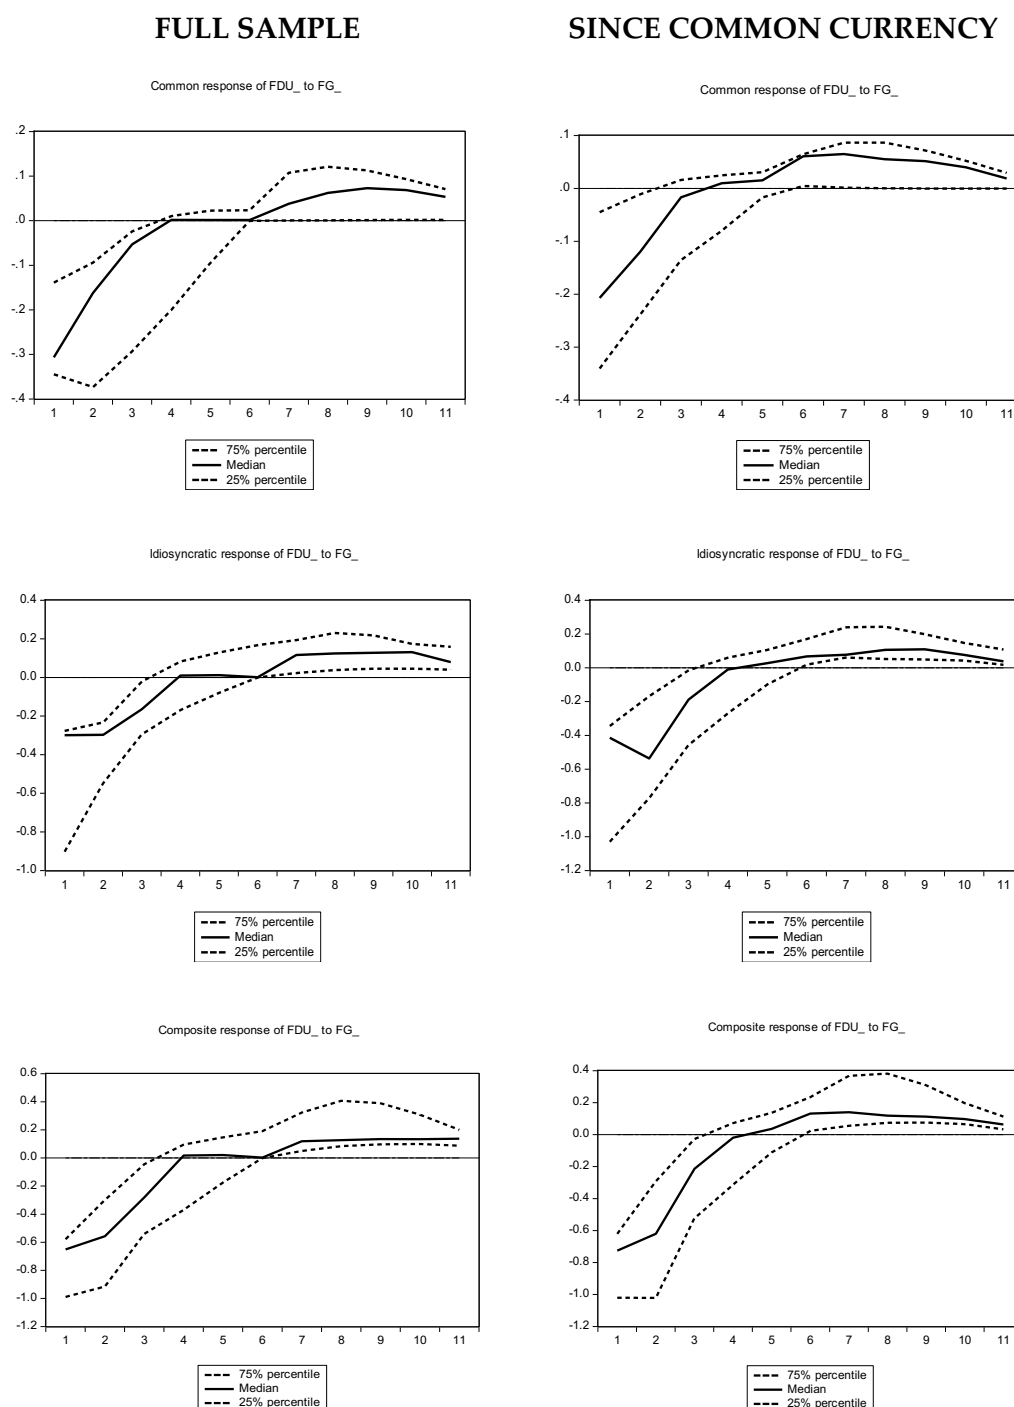 FULL SAMPLE
SINCE COMMON CURRENCY
Common response of FDU_ to FG_
.2
.1
.0
-.1
-.2
-.3
-.4
1 2 3 4 5 6 7 8 9 10 11
75% percentile
Median
25% percentile
Common response of FDU_ to FG_
.1
.0
-.1
-.2
-.3
-.4
1 2 3 4 5 6 7 8 9 10 11
75% percentile
Median
25% percentile
Idiosyncratic response of FDU_ to FG_
0.4
0.2
0.0
-0.2
-0.4
-0.6
-0.8
-1.0
1 2 3 4 5 6 7 8 9 10 11
75% percentile
Median
25% percentile
Idiosyncratic response of FDU_ to FG_
0.4
0.2
0.0
-0.2
-0.4
-0.6
-0.8
-1.0
-1.2
1 2 3 4 5 6 7 8 9 10 11
75% percentile
Median
25% percentile
Composite response of FDU_ to FG_
0.6
0.4
0.2
0.0
-0.2
-0.4
-0.6
-0.8
-1.0
-1.2
1 2 3 4 5 6 7 8 9 10 11
75% percentile
Median
25% percentile
Composite response of FDU_ to FG_
0.4
0.2
0.0
-0.2
-0.4
-0.6
-0.8
-1.0
-1.2
1 2 3 4 5 6 7 8 9 10 11
75% percentile
Median
25% percentile